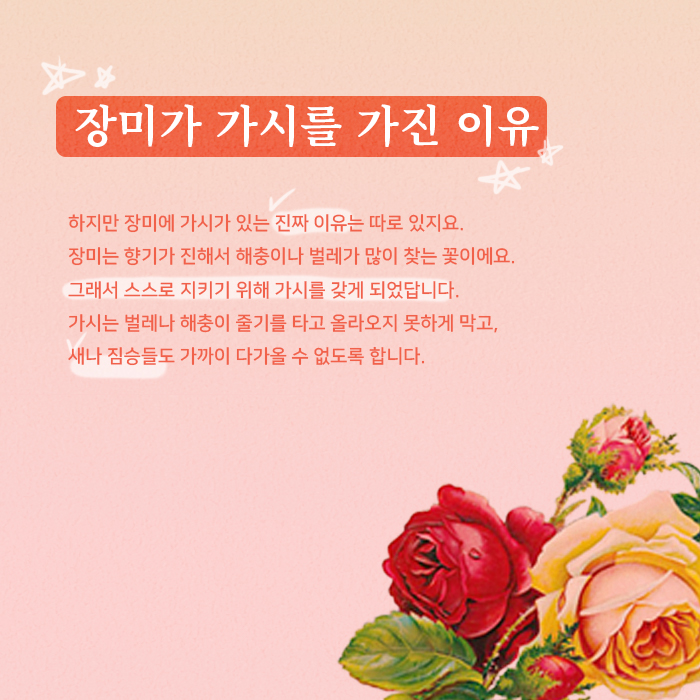 장미가 가시를 가진 이유
하지만 장미에 가시가 있는 진짜 이유는 따로 있지요.
장미는 향기가 진해서 해충이나 벌레가 많이 찾는 꽃이에요.
그래서 스스로 지키기 위해 가시를 갖게 되었답니다.
가시는 벌레나 해충이 줄기를 타고 올라오지 못하게 막고,
새나 짐승들도 가까이 다가올 수 없도록 합니다.